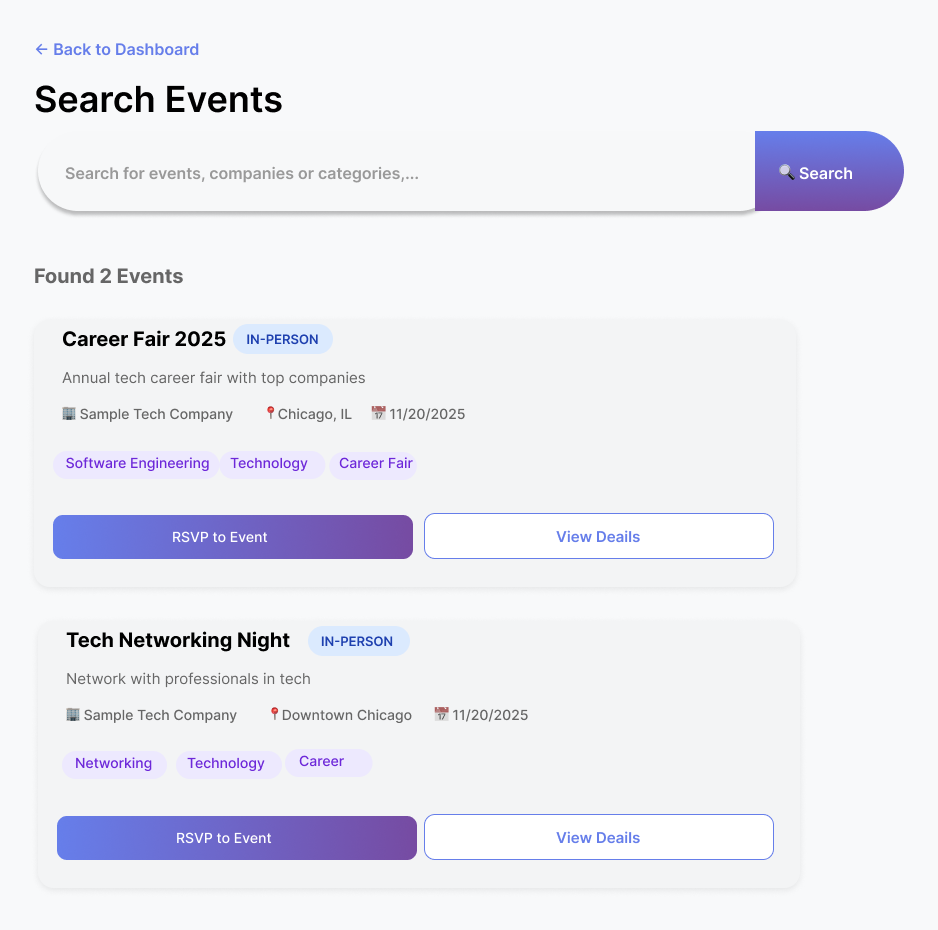 ← Back to Dashboard
Search Events
Search for events, companies or categories,...
🔍 Search
Found 2 Events
Career Fair 2025 IN-PERSON
Annual tech career fair with top companies
🏢 Sample Tech Company 📍Chicago, IL 📅 11/20/2025
Software Engineering Technology Career Fair
RSVP to Event View Deails
Tech Networking Night IN-PERSON
Network with professionals in tech
🏢 Sample Tech Company 📍Downtown Chicago 📅 11/20/2025
Networking Technology Career
RSVP to Event View Deails